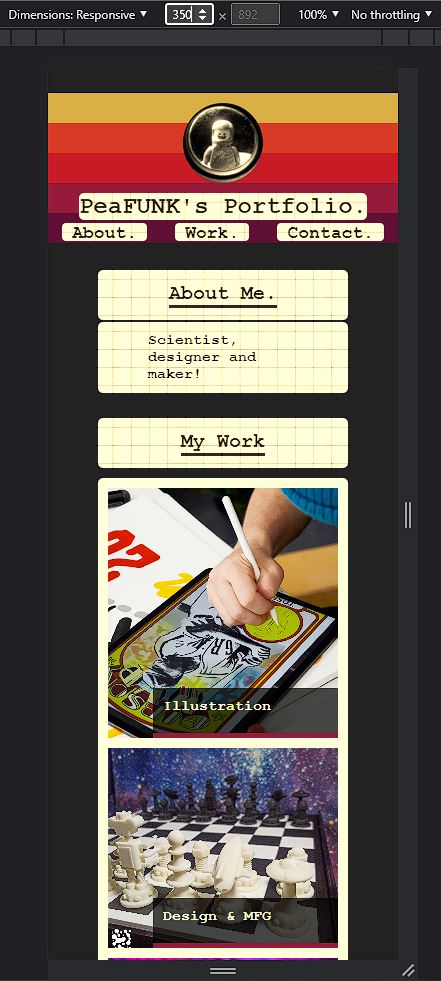 Dimensions: Responsive ▼ 350 × 892 100% ▼ No throttling ▼
PeaFUNK's Portfolio.
About. Work. Contact.
About Me.
Scientist,
designer and
maker!
My Work
Illustration
Design & MFG